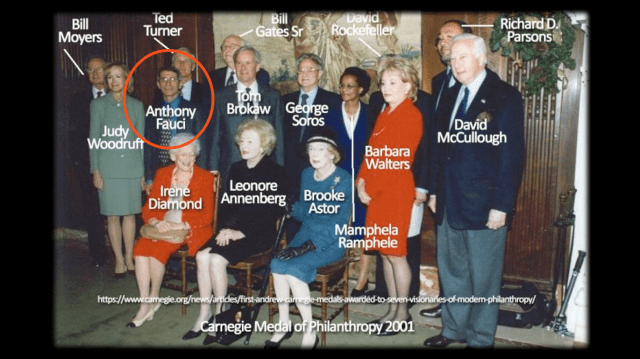 Bill
Moyers
Ted
Turner
Bill
Gates Sr
David
Rockefeller
Richard D.
Parsons
Judy
Woodruft
Anthony
Fauci
Tom
Brokaw
George
Soros
Barbara
Walters
David
McCullough
Irene
Diamond
Leonore
Annenberg
Brooke
Astor
Mamphela
Ramphele
https://www.carnegie.org/news/articles/first-andrew-carnegie-medals-awarded-to-seven-visionaries-of-modern-philanthropy/
Carnegie Medal of Philanthropy 2001